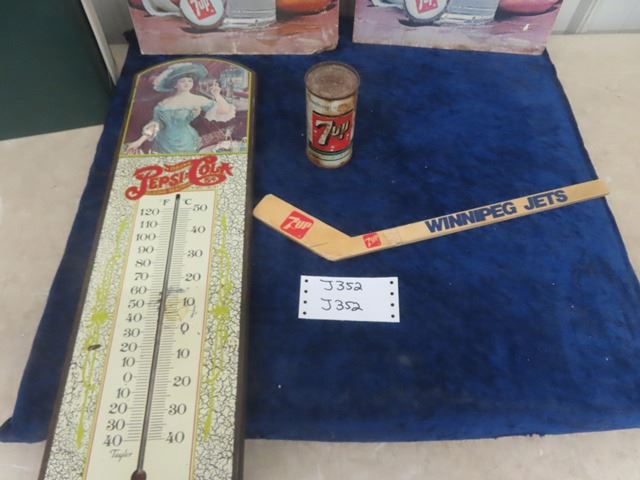 7up
7up
PEPSI-COLA
F C
120 50
110
100 40
90
80 30
70
60 20
50 10
40
30 0
20 10
10
0 20
10
20 30
30
40 40
Taylor
7up
7UP
7UP
WINNIPEG JETS
J352
J352